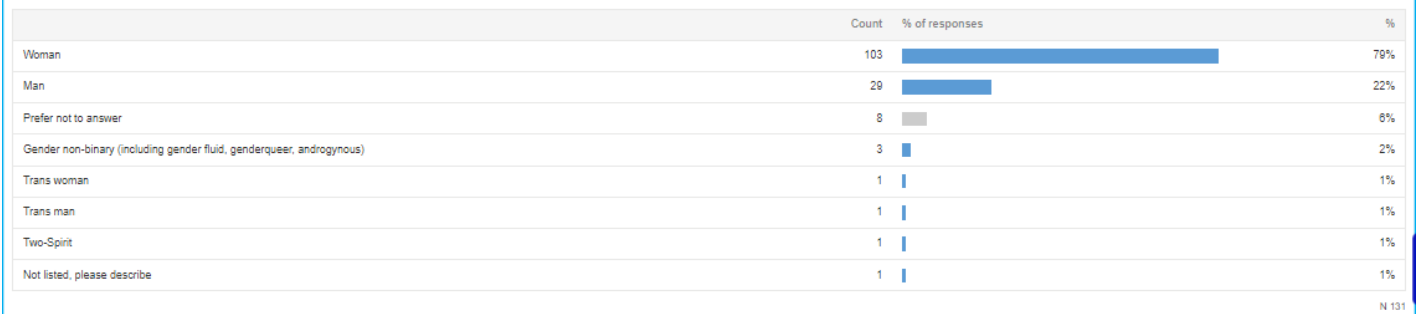 Count % of responses %
Woman 103 79%
Man 29 22%
Prefer not to answer 8 6%
Gender non-binary (including gender fluid, genderqueer, androgynous) 3 2%
Trans woman 1 1%
Trans man 1 1%
Two-Spirit 1 1%
Not listed, please describe 1 1%
N 131